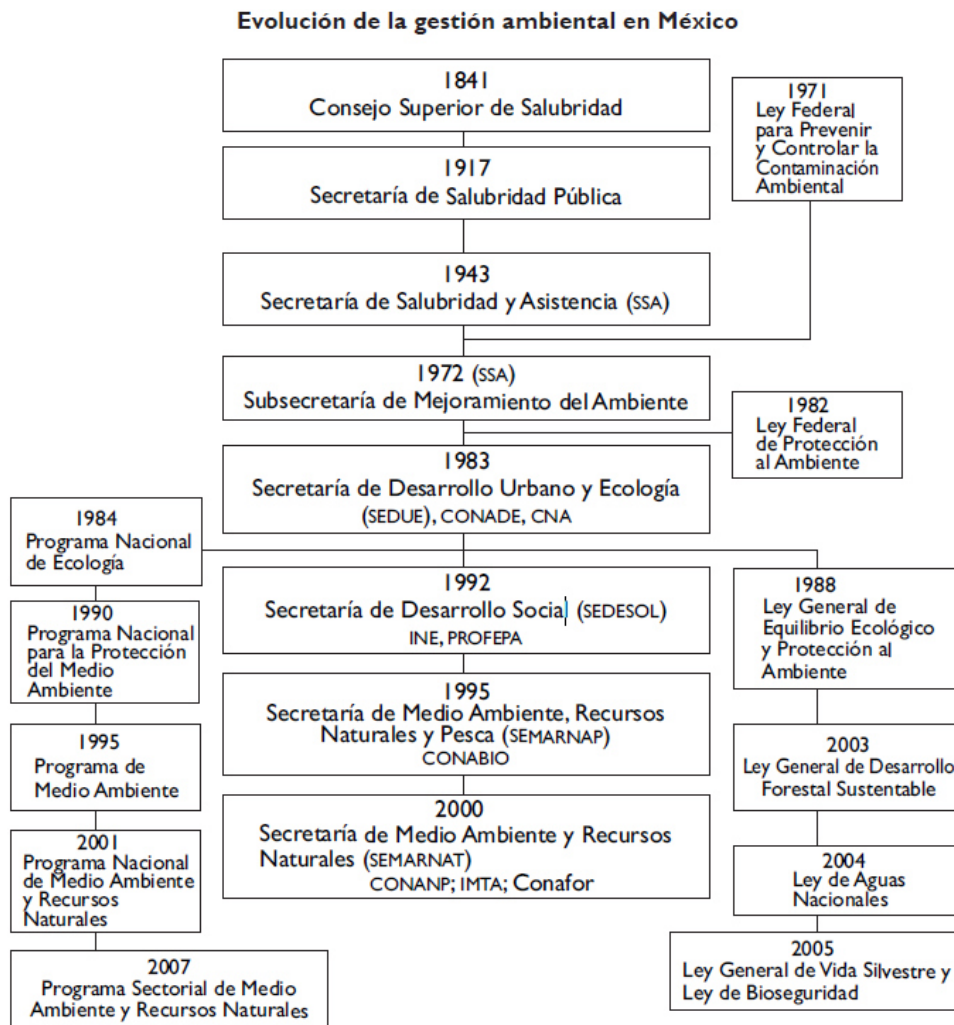 Evolución de la gestión ambiental en México
1841
Consejo Superior de Salubridad
1971
Ley Federal
para Prevenir
y Controlar la
Contaminación
Ambiental
1917
Secretaría de Salubridad Pública
1943
Secretaría de Salubridad y Asistencia (SSA)
1972 (SSA)
Subsecretaría de Mejoramiento del Ambiente
1982
Ley Federal
de Protección
al Ambiente
1983
Secretaría de Desarrollo Urbano y Ecología
(SEDUE), CONADE, CNA
1984
Programa Nacional
de Ecología
1990
Programa Nacional
para la Protección
del Medio
Ambiente
1995
Programa de
Medio Ambiente
2001
Programa Nacional
de Medio Ambiente
y Recursos
Naturales
2007
Programa Sectorial de Medio
Ambiente y Recursos Naturales
1992
Secretaría de Desarrollo Social (SEDESOL)
INE, PROFEPA
1995
Secretaría de Medio Ambiente, Recursos
Naturales y Pesca (SEMARNAP)
CONABIO
2000
Secretaría de Medio Ambiente y Recursos
Naturales (SEMARNAT)
CONANP; IMTA; Conafor
1988
Ley General de
Equilibrio Ecológico
y Protección al
Ambiente
2003
Ley General de Desarrollo
Forestal Sustentable
2004
Ley de Aguas
Nacionales
2005
Ley General de Vida Silvestre y
Ley de Bioseguridad